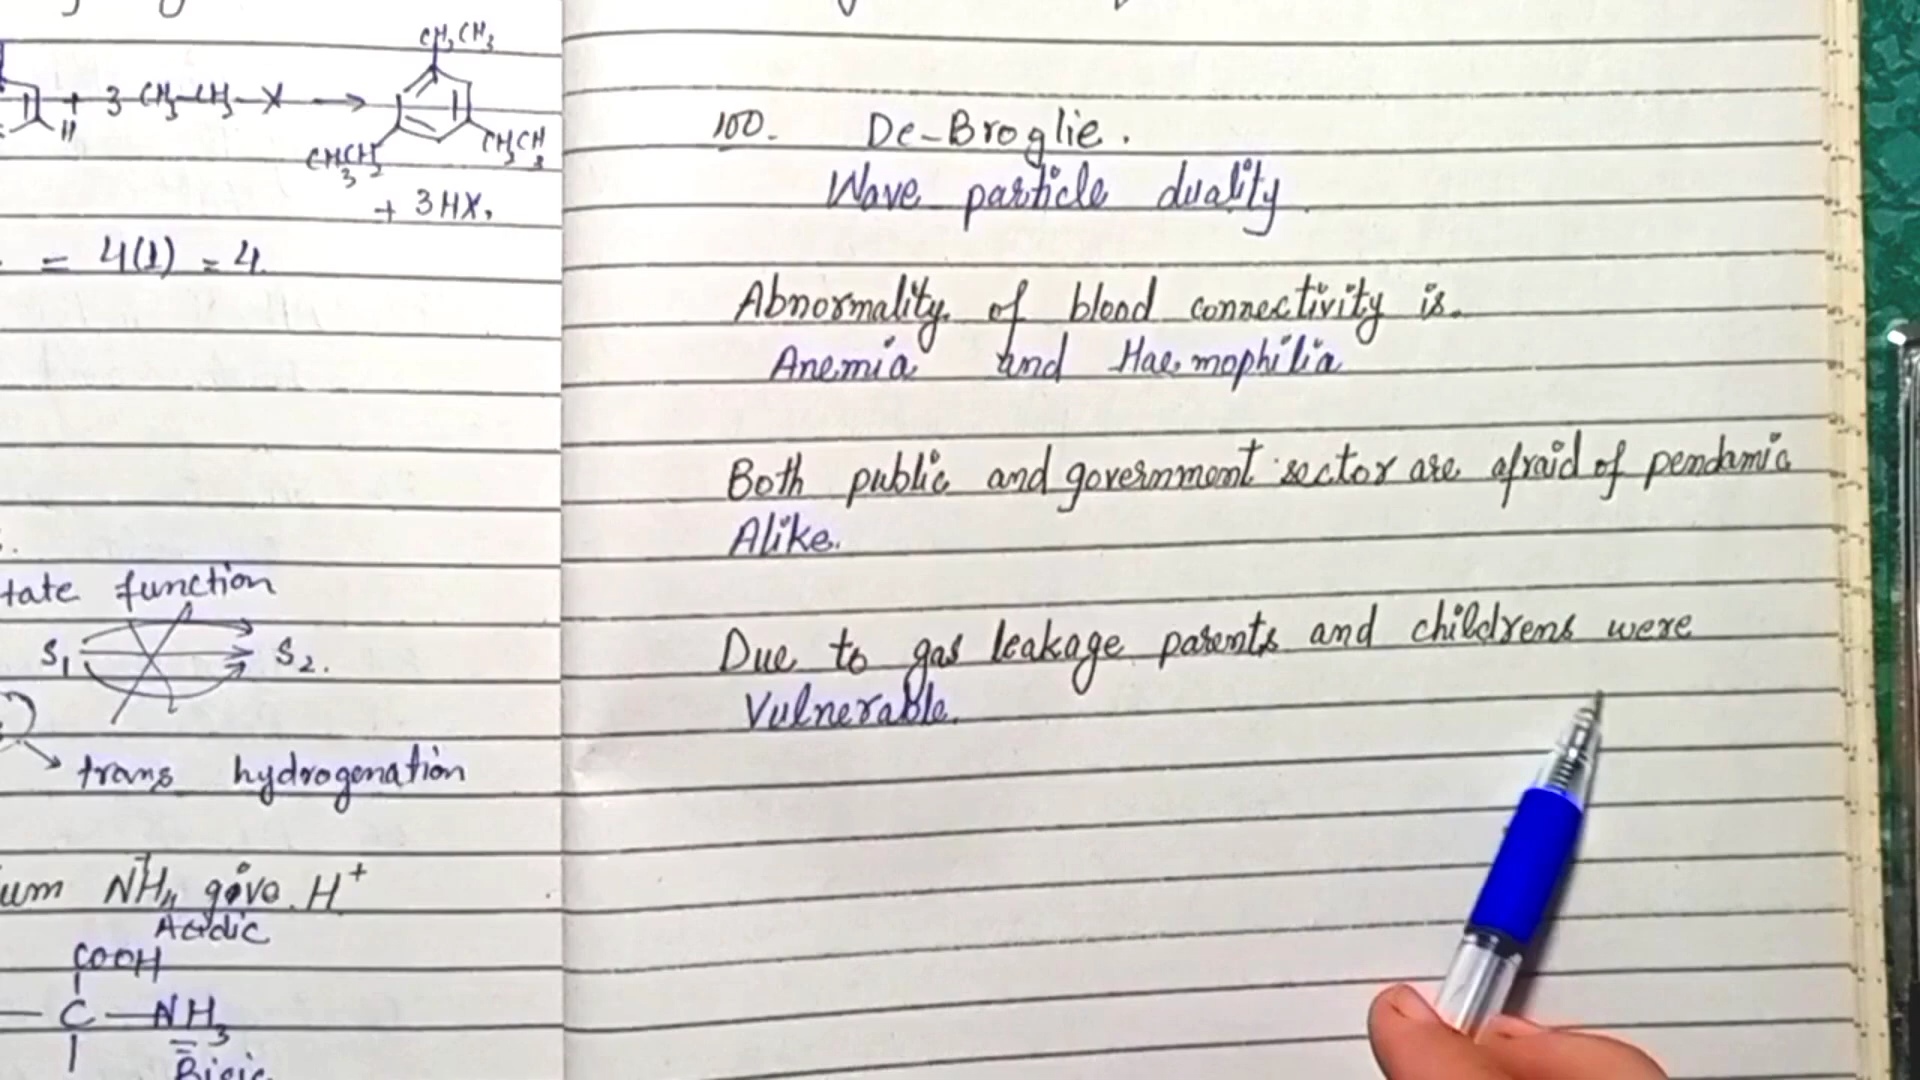 CH₂CH₃
+ 3 CH₃-CH₂-X →
H
CH₃CH₂
CH₂CH₃
+ 3HX,
= 4(1) = 4.
tate function
S₁
S₂.
trans hydrogenation
um NH₄ give H⁺
Acidic
COOH
— C — NH₃
100. De-Broglie.
Wave particle duality.
Abnormality of blood connectivity is.
Anemia and Haemophilia
Both public and government sector are afraid of pendamic
Alike.
Due to gas leakage parents and childrens were
Vulnerable.